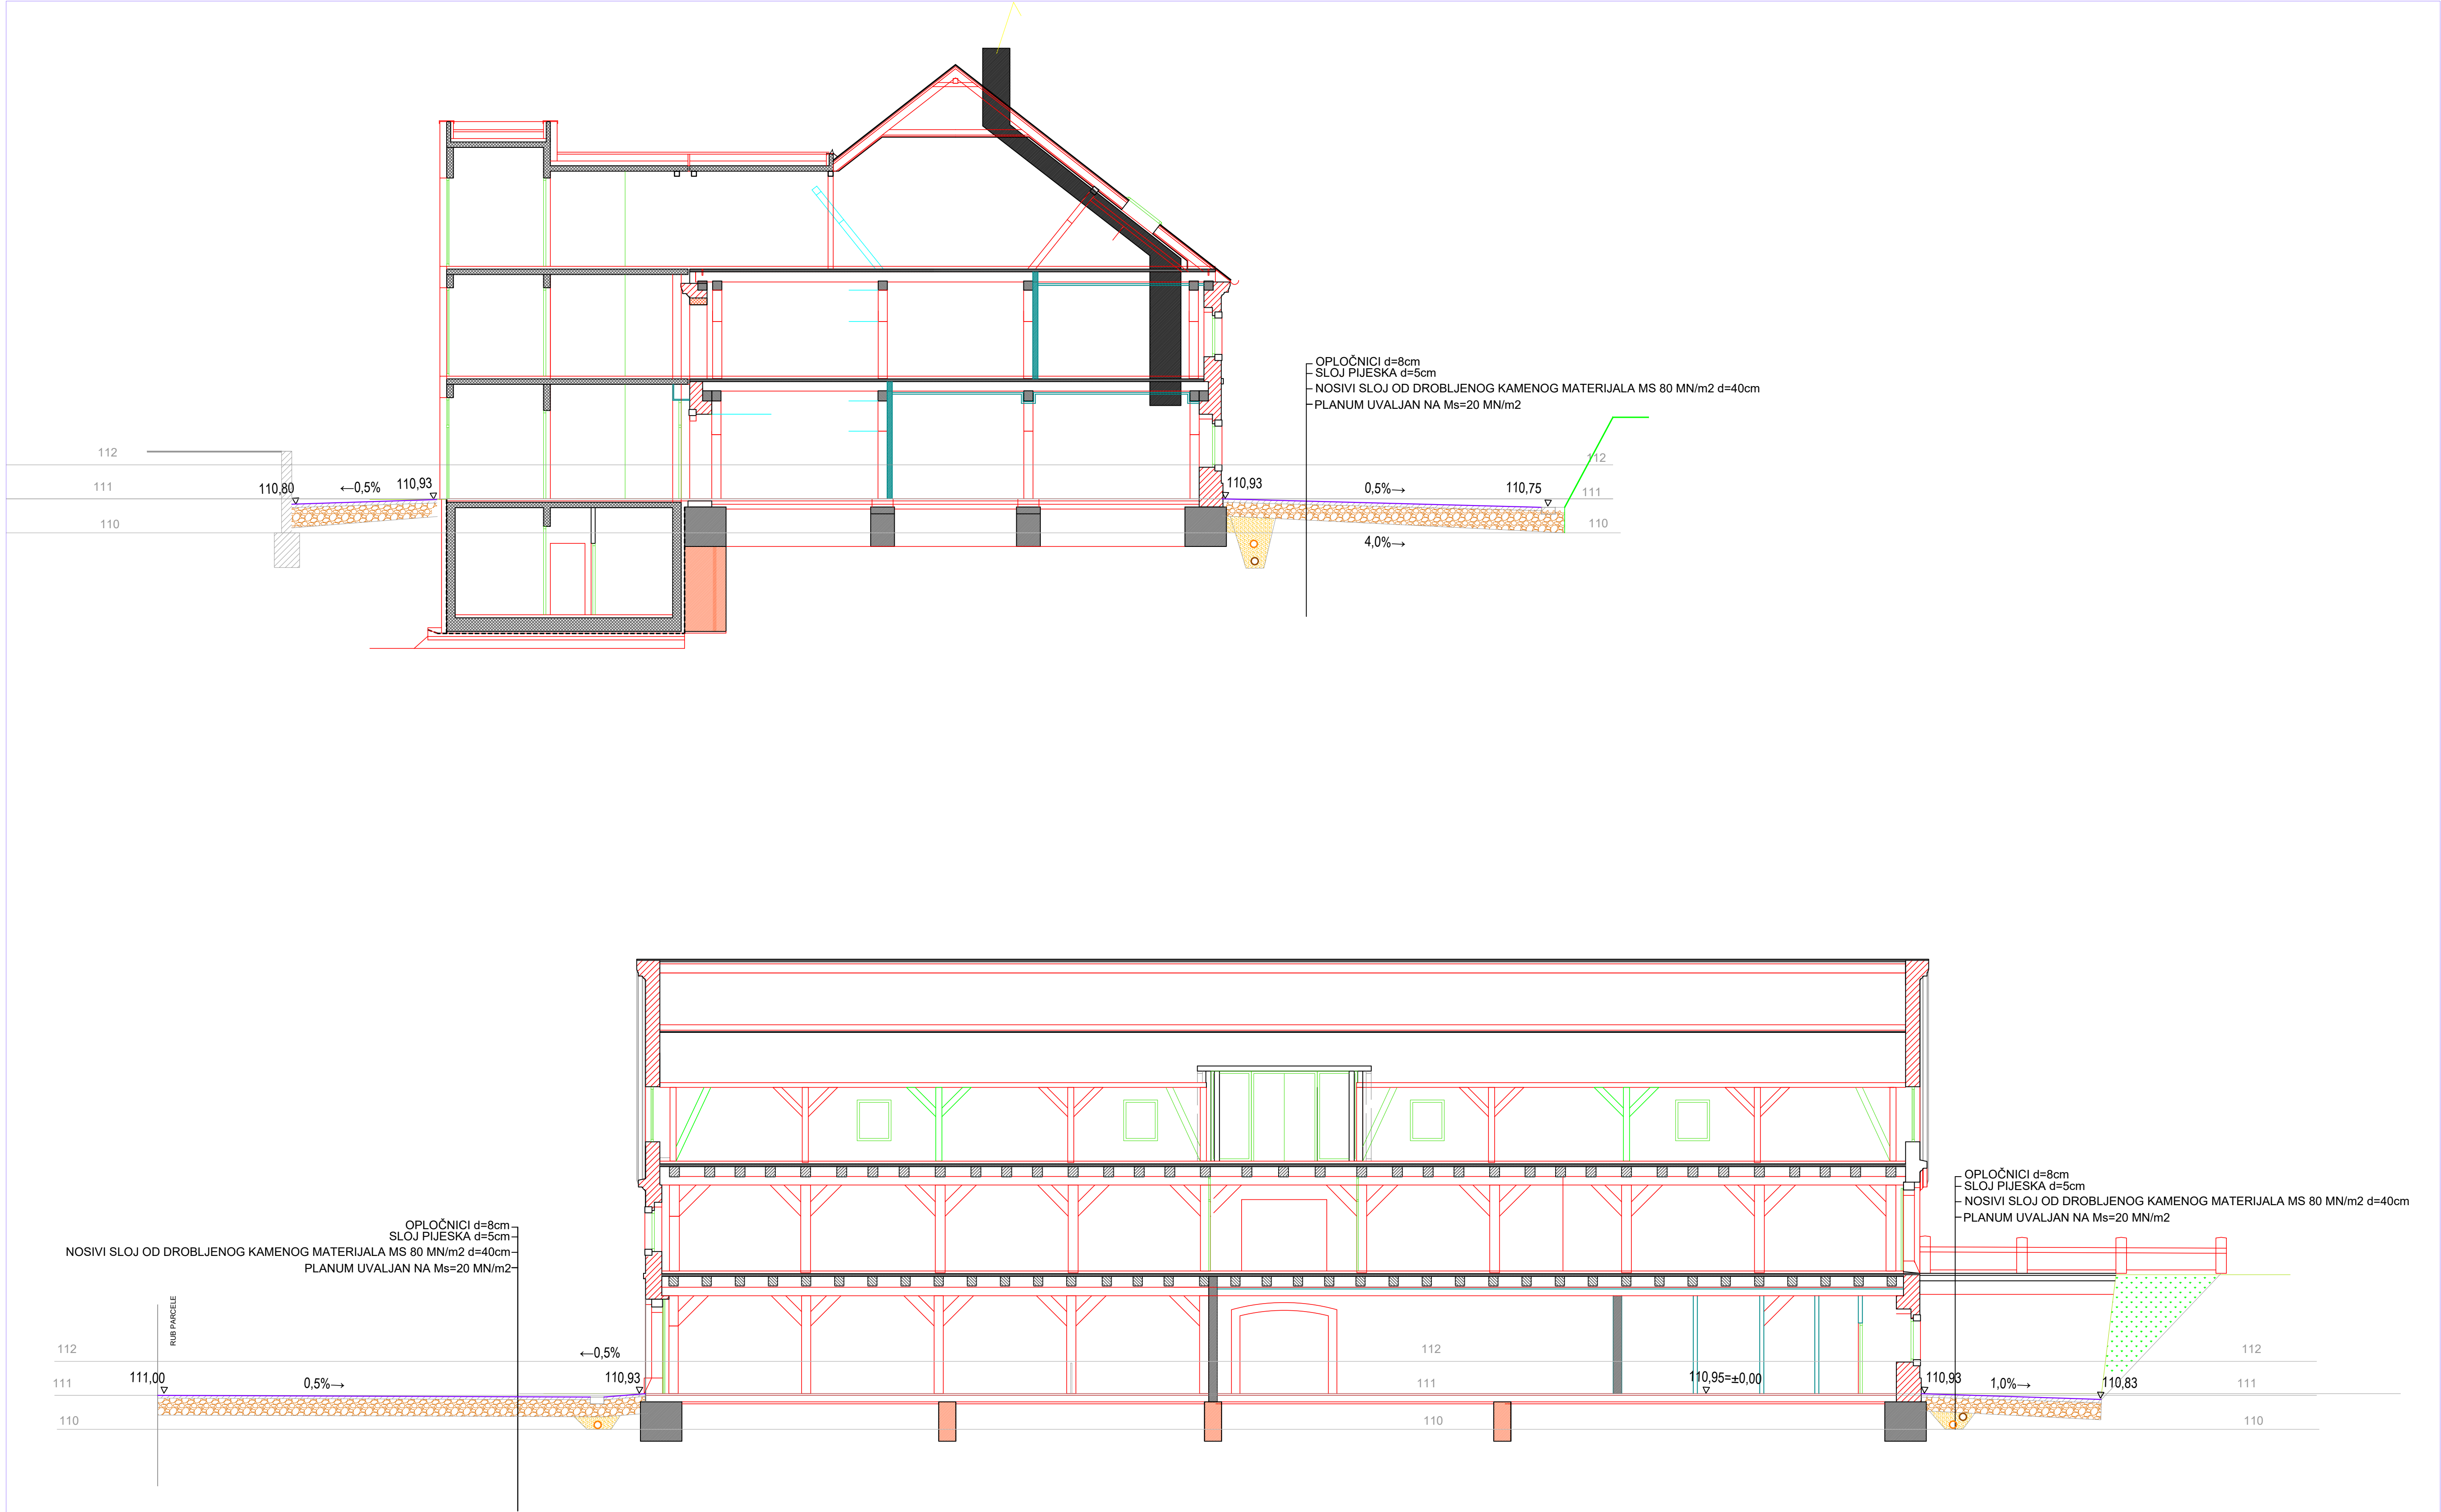 OPLOČNICI d=8cm
SLOJ PIJESKA d=5cm
NOSIVI SLOJ OD DROBLJENOG KAMENOG MATERIJALA MS 80 MN/m2 d=40cm
PLANUM UVALJAN NA Ms=20 MN/m2
112
112
111
110,80
←0,5%
110,93
110,93
0,5%→
110,75
111
110
110
4,0%→
OPLOČNICI d=8cm
SLOJ PIJESKA d=5cm
NOSIVI SLOJ OD DROBLJENOG KAMENOG MATERIJALA MS 80 MN/m2 d=40cm
PLANUM UVALJAN NA Ms=20 MN/m2
OPLOČNICI d=8cm
SLOJ PIJESKA d=5cm
NOSIVI SLOJ OD DROBLJENOG KAMENOG MATERIJALA MS 80 MN/m2 d=40cm
PLANUM UVALJAN NA Ms=20 MN/m2
RUB PARCELE
112
←0,5%
112
112
111
111,00
0,5%→
110,93
111
110,95=±0,00
110,93
1,0%→
110,83
111
110
110
110